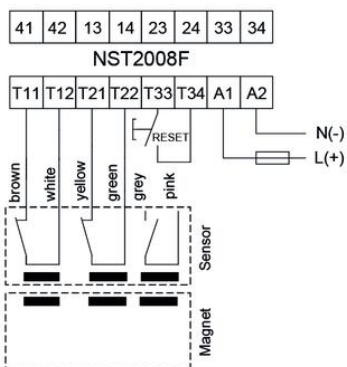 41 42 13 14 23 24 33 34
NST2008F
T11 T12 T21 T22 T33 T34 A1 A2
RESET
N(-)
L(+)
brown
white
yellow
green
grey
pink
Sensor
Magnet